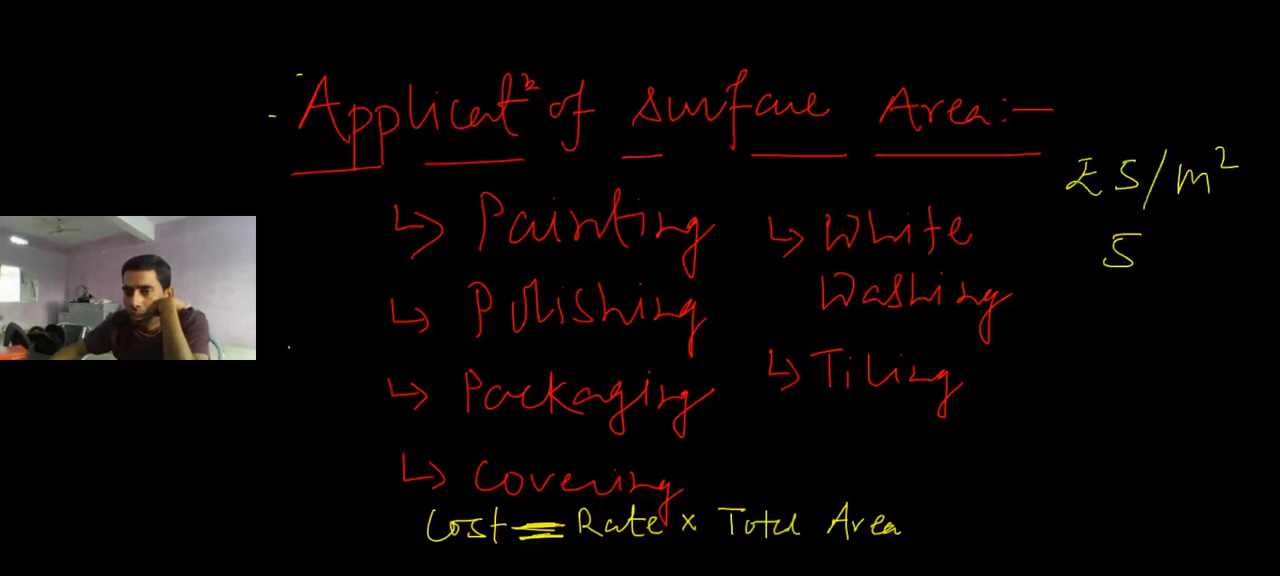 Applicatⁿ of surface Area:-
↳ Painting
↳ Polishing
↳ Packaging
↳ Covering
↳ White
Washing
↳ Tiling
£5/m²
5
Cost = Rate × Total Area